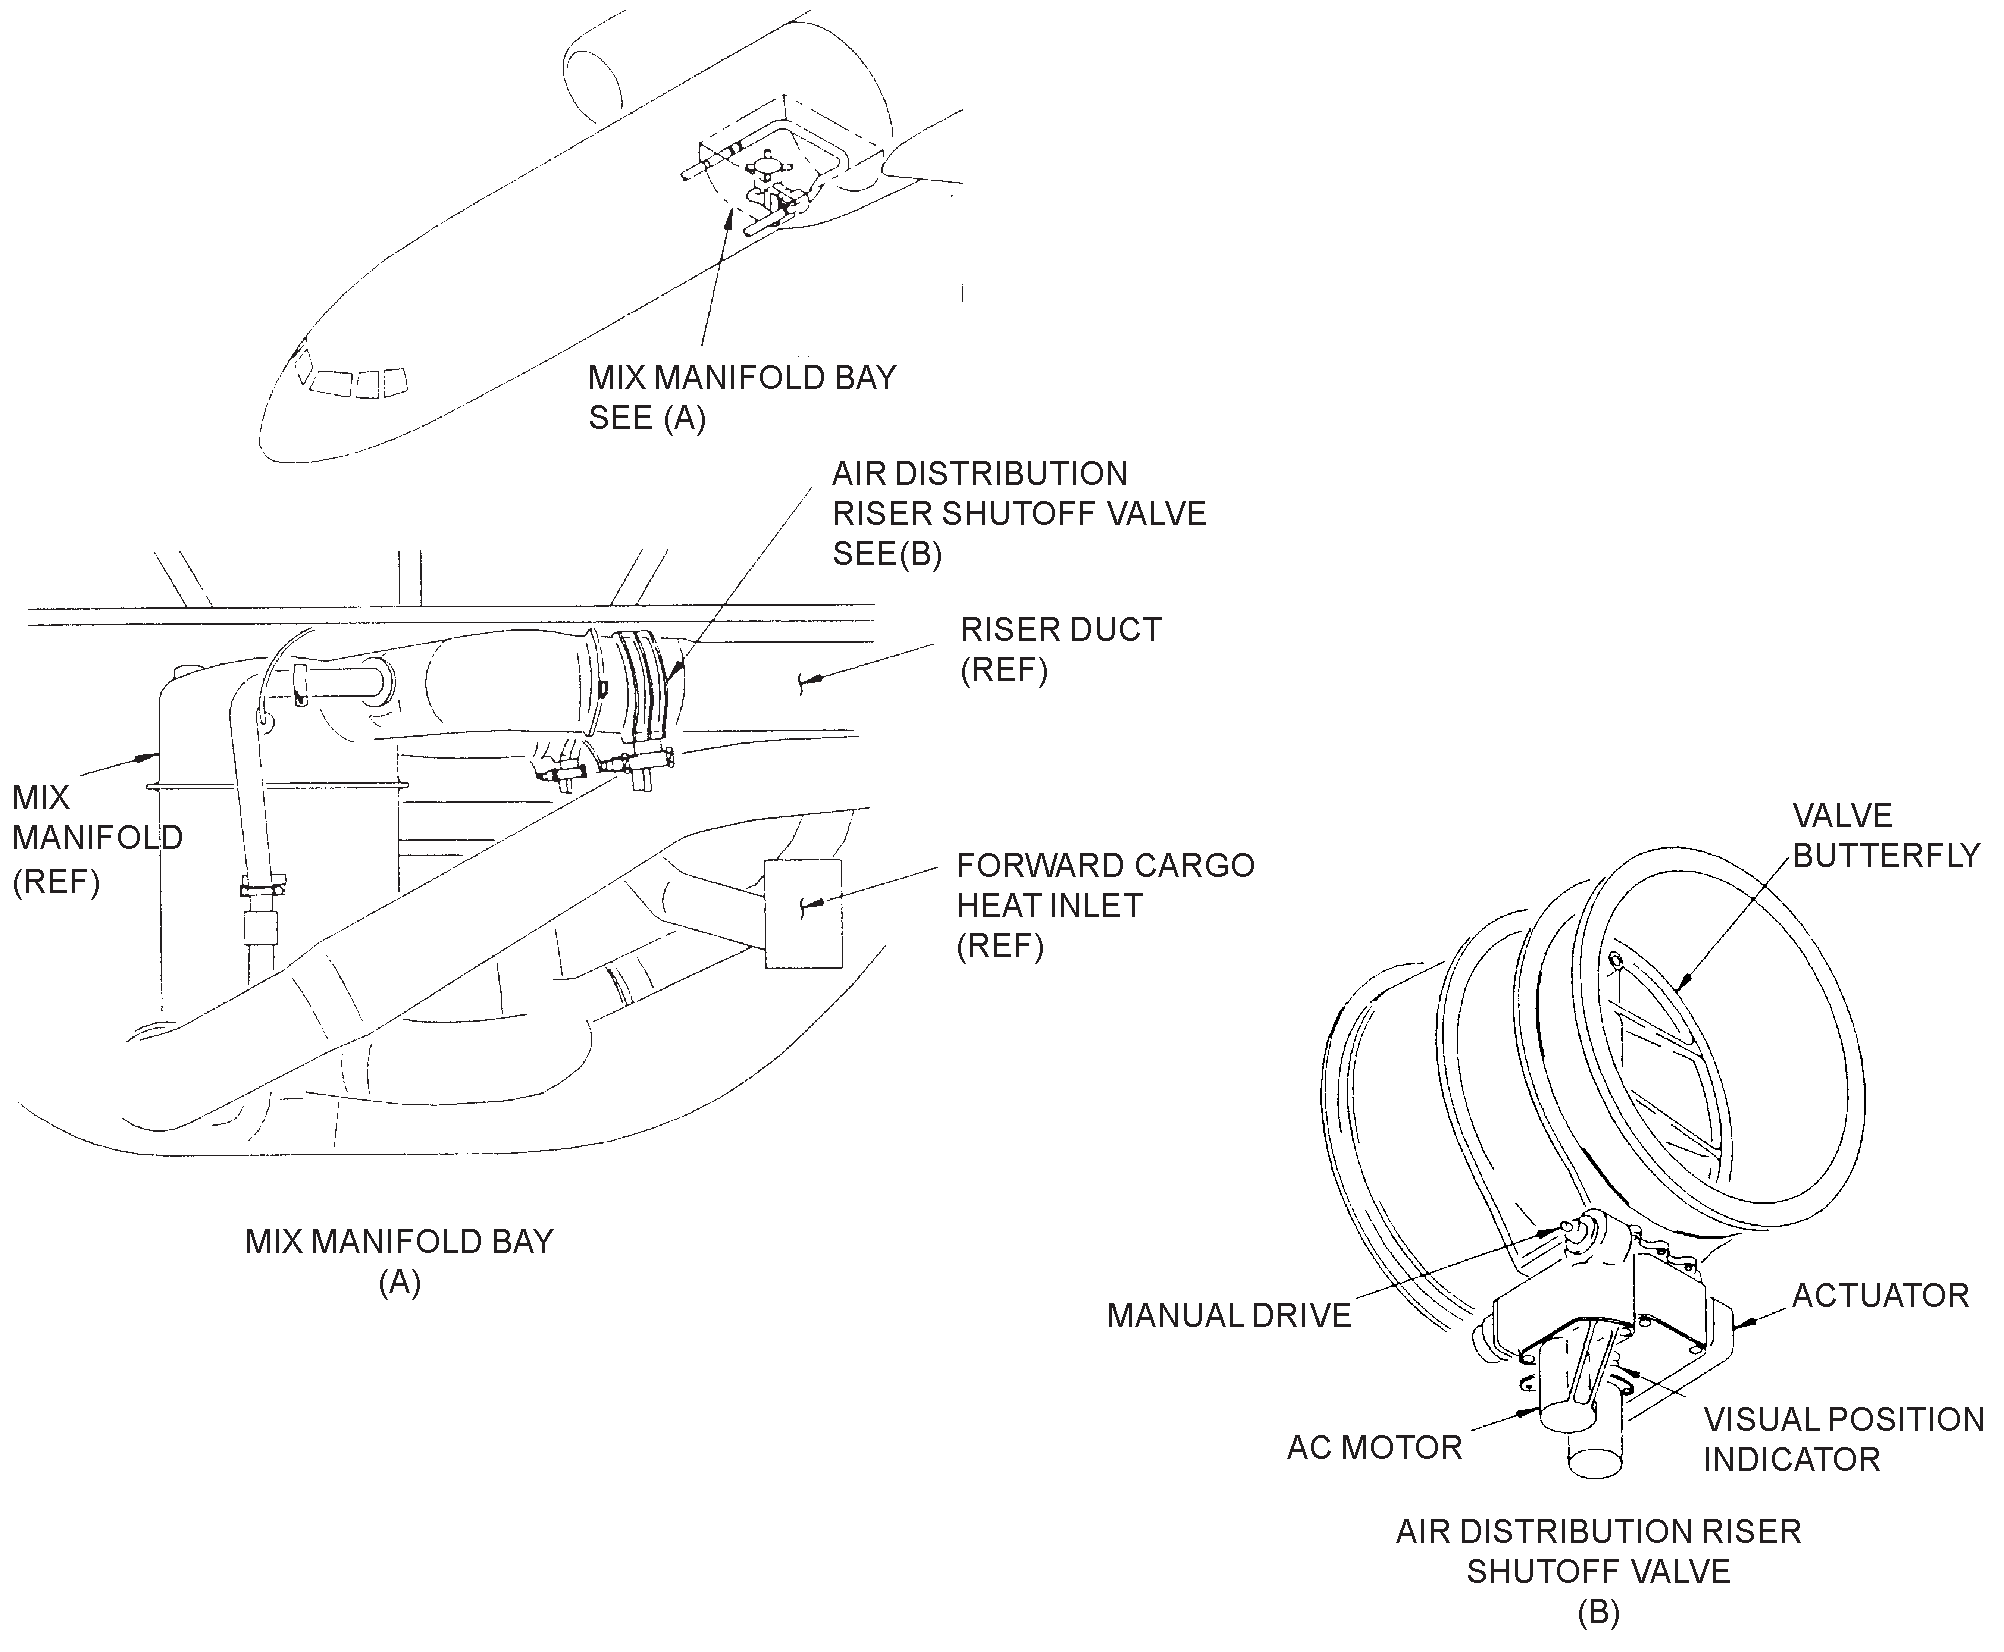 MIX MANIFOLD BAY
SEE (A)
AIR DISTRIBUTION
RISER SHUTOFF VALVE
SEE(B)
RISER DUCT
(REF)
MIX
MANIFOLD
(REF)
FORWARD CARGO
HEAT INLET
(REF)
MIX MANIFOLD BAY
(A)
VALVE
BUTTERFLY
MANUAL DRIVE
ACTUATOR
AC MOTOR
VISUAL POSITION
INDICATOR
AIR DISTRIBUTION RISER
SHUTOFF VALVE
(B)